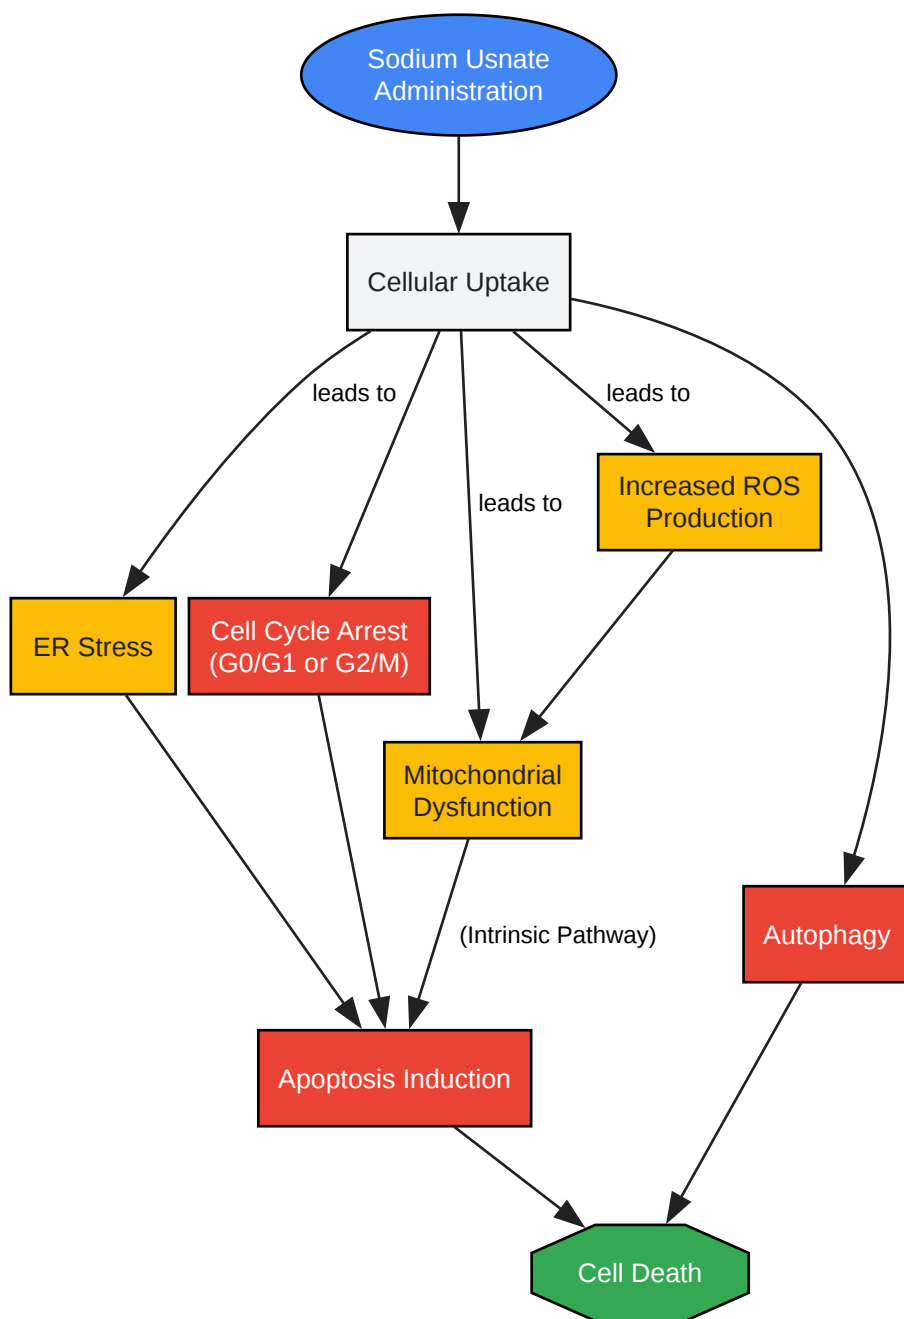 Sodium Usnate
Administration
Cellular Uptake
leads to
leads to
leads to
Increased ROS
Production
ER Stress
Cell Cycle Arrest
(G0/G1 or G2/M)
Mitochondrial
Dysfunction
(Intrinsic Pathway)
Autophagy
Apoptosis Induction
Cell Death